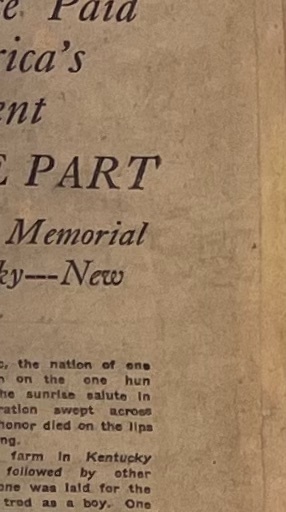 re Paid
rica's
ent
E PART
Memorial
ky—New
c, the nation of one
n on the one hun
he sunrise salute in
ration swept across
honor died on the lips
ng.
farm in Kentucky
followed by other
one was laid for the
trod as a boy. One